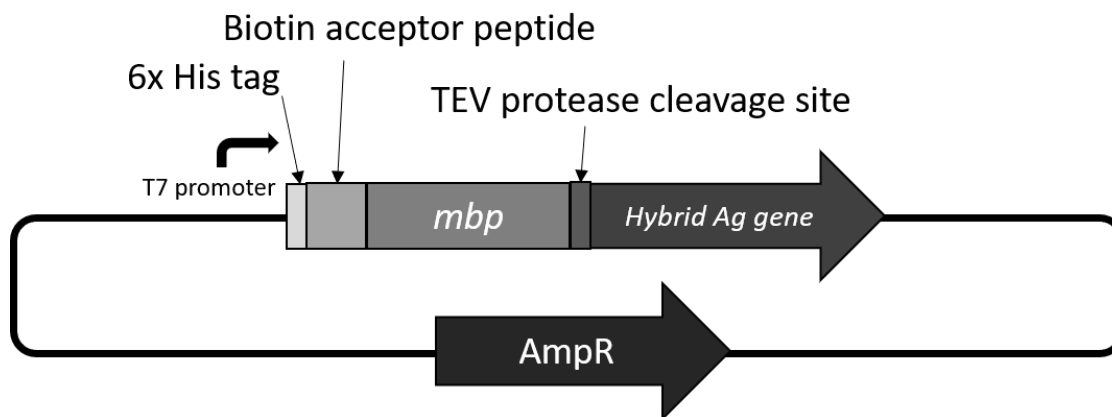 Biotin acceptor peptide
6x His tag
TEV protease cleavage site
T7 promoter
mbp
Hybrid Ag gene
AmpR